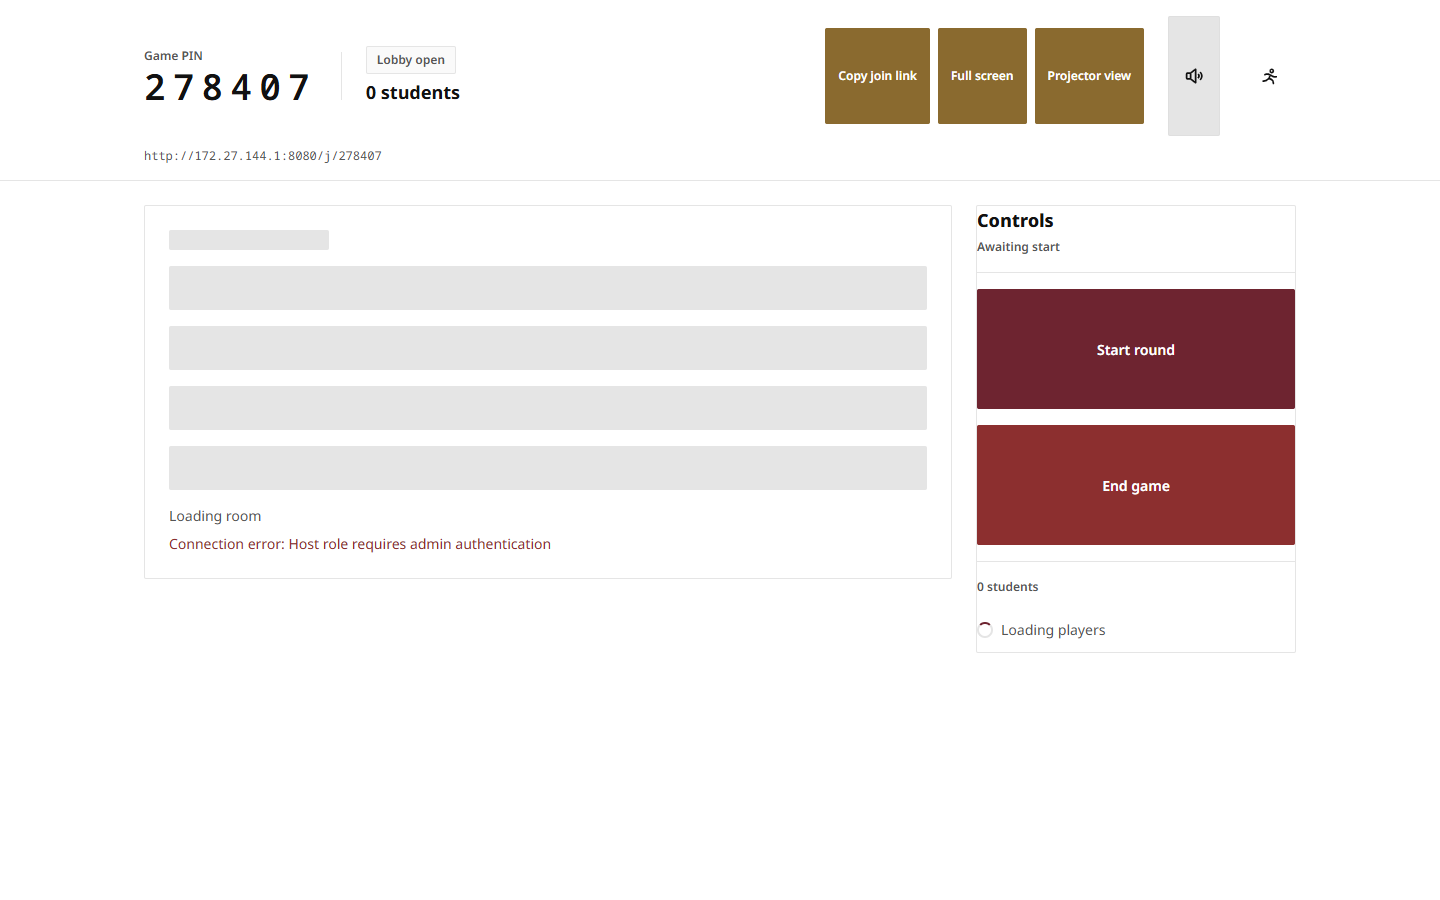 Game PIN
278407
Lobby open
0 students
Copy join link
Full screen
Projector view
http://172.27.144.1:8080/j/278407
Loading room
Connection error: Host role requires admin authentication
Controls
Awaiting start
Start round
End game
0 students
Loading players